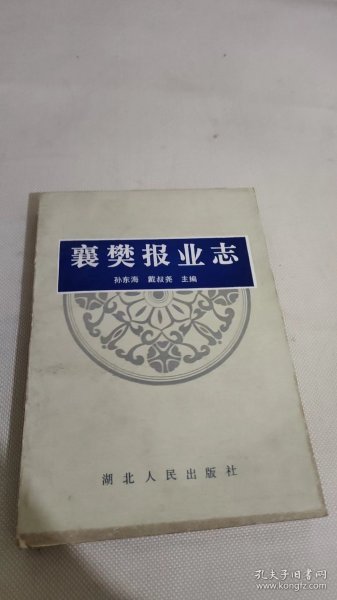 襄樊报业志
孙东海 戴叔尧 主编
湖北人民出版社
孔夫子旧书网
www.kongfz.com